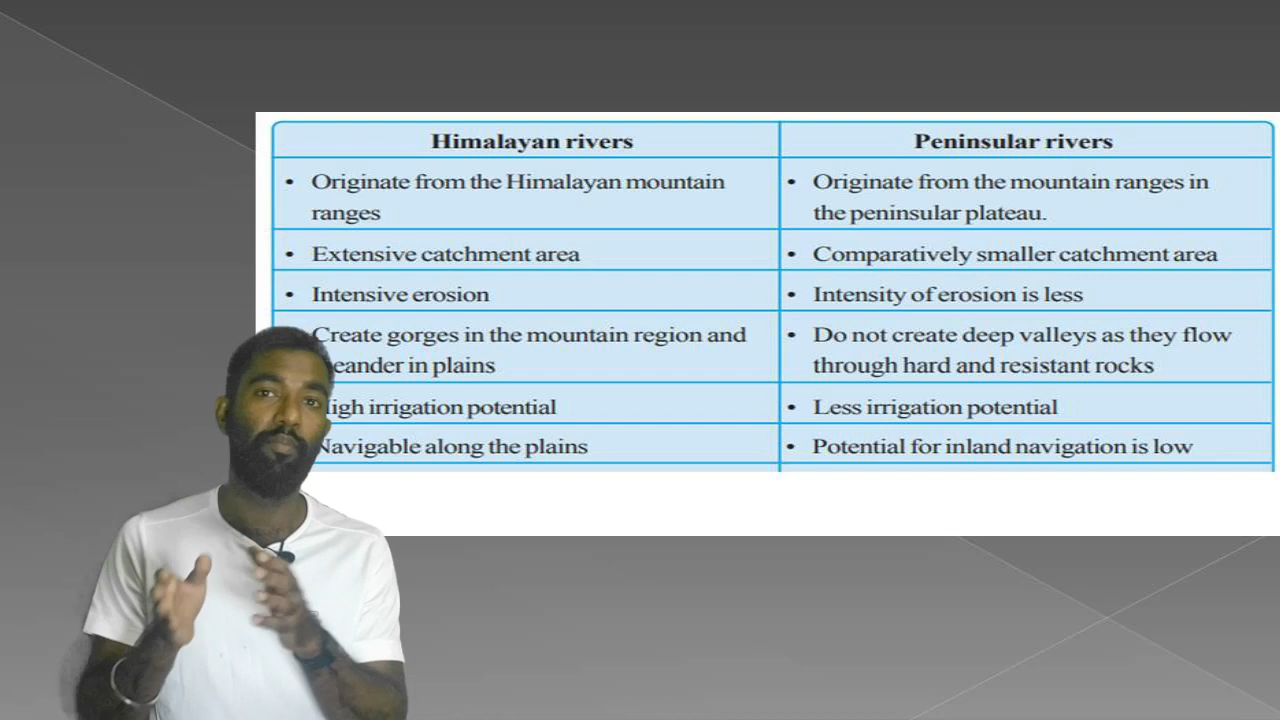 Himalayan rivers
Peninsular rivers
• Originate from the Himalayan mountain
ranges
• Originate from the mountain ranges in
the peninsular plateau.
• Extensive catchment area
• Comparatively smaller catchment area
• Intensive erosion
• Intensity of erosion is less
Create gorges in the mountain region and
eander in plains
• Do not create deep valleys as they flow
through hard and resistant rocks
High irrigation potential
• Less irrigation potential
Navigable along the plains
• Potential for inland navigation is low